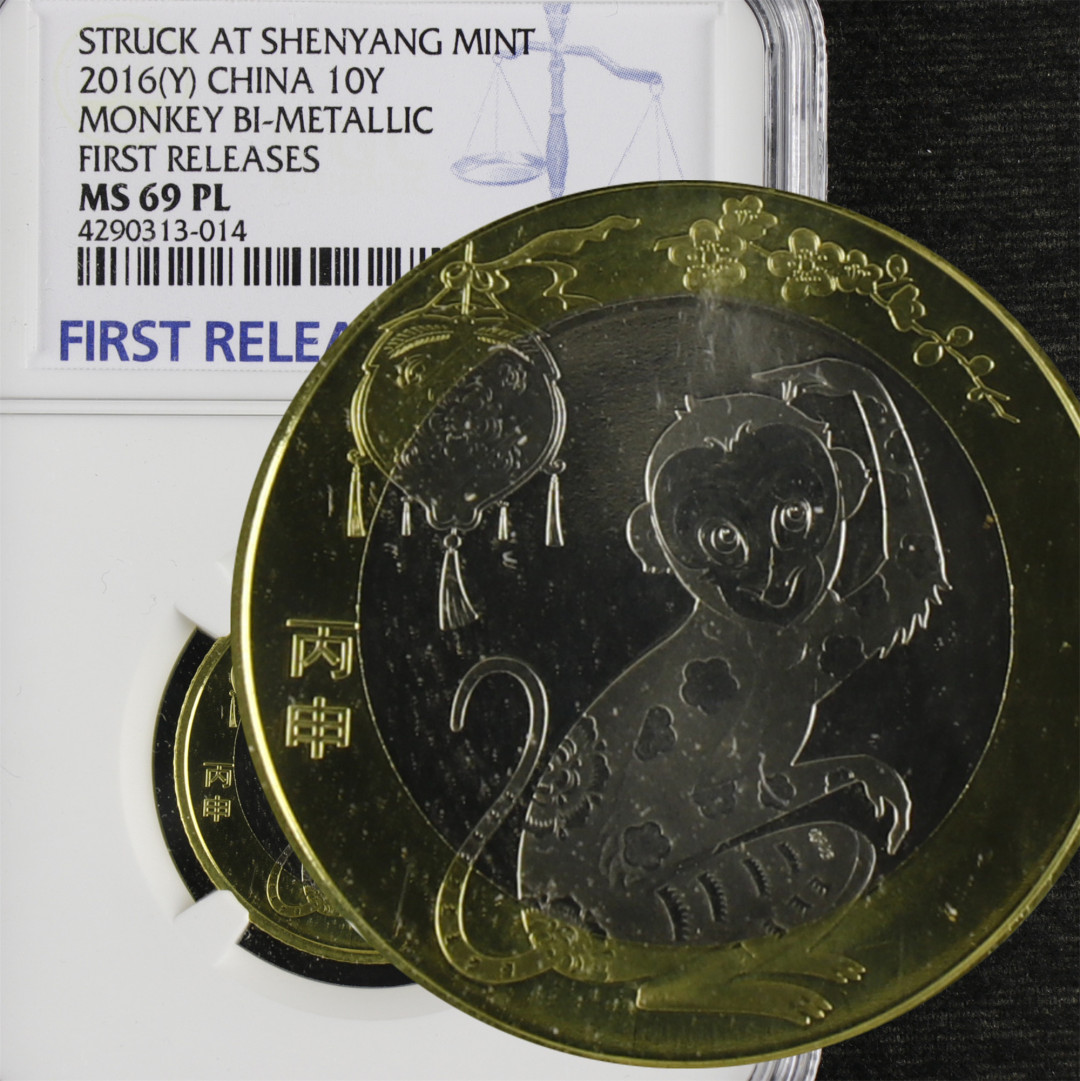 STRUCK AT SHENYANG MINT
2016(Y) CHINA 10Y
MONKEY BI-METALLIC
FIRST RELEASES
MS 69 PL
4290313-014
FIRST RELEA
丙申
丙申